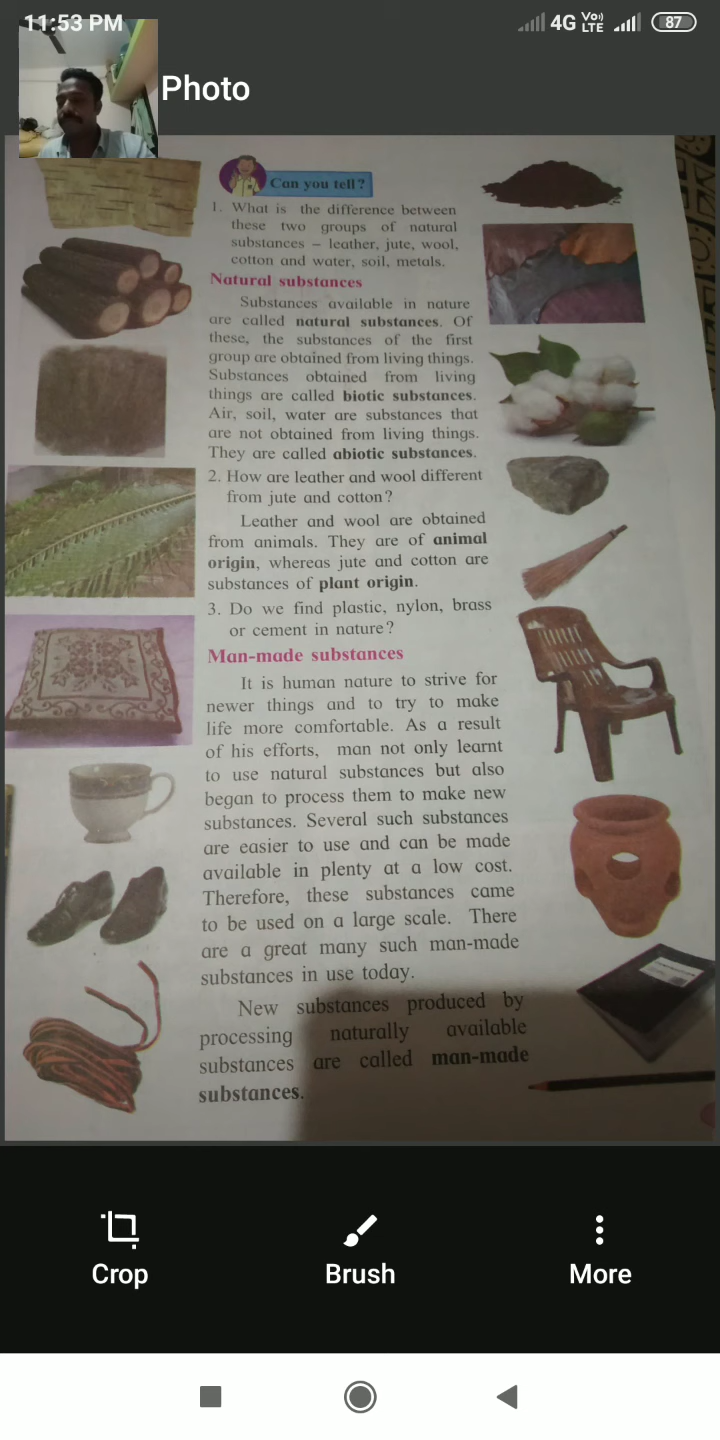 11:53 PM
4G Vo) LTE 87
Photo
Can you tell?
1. What is the difference between
these two groups of natural
substances – leather, jute, wool,
cotton and water, soil, metals.
Natural substances
Substances available in nature
are called natural substances. Of
these, the substances of the first
group are obtained from living things.
Substances obtained from living
things are called biotic substances.
Air, soil, water are substances that
are not obtained from living things.
They are called abiotic substances.
2. How are leather and wool different
from jute and cotton?
Leather and wool are obtained
from animals. They are of animal
origin, whereas jute and cotton are
substances of plant origin.
3. Do we find plastic, nylon, brass
or cement in nature?
Man-made substances
It is human nature to strive for
newer things and to try to make
life more comfortable. As a result
of his efforts, man not only learnt
to use natural substances but also
began to process them to make new
substances. Several such substances
are easier to use and can be made
available in plenty at a low cost.
Therefore, these substances came
to be used on a large scale. There
are a great many such man-made
substances in use today.
New substances produced by
processing naturally available
substances are called man-made
substances.
Crop
Brush
More